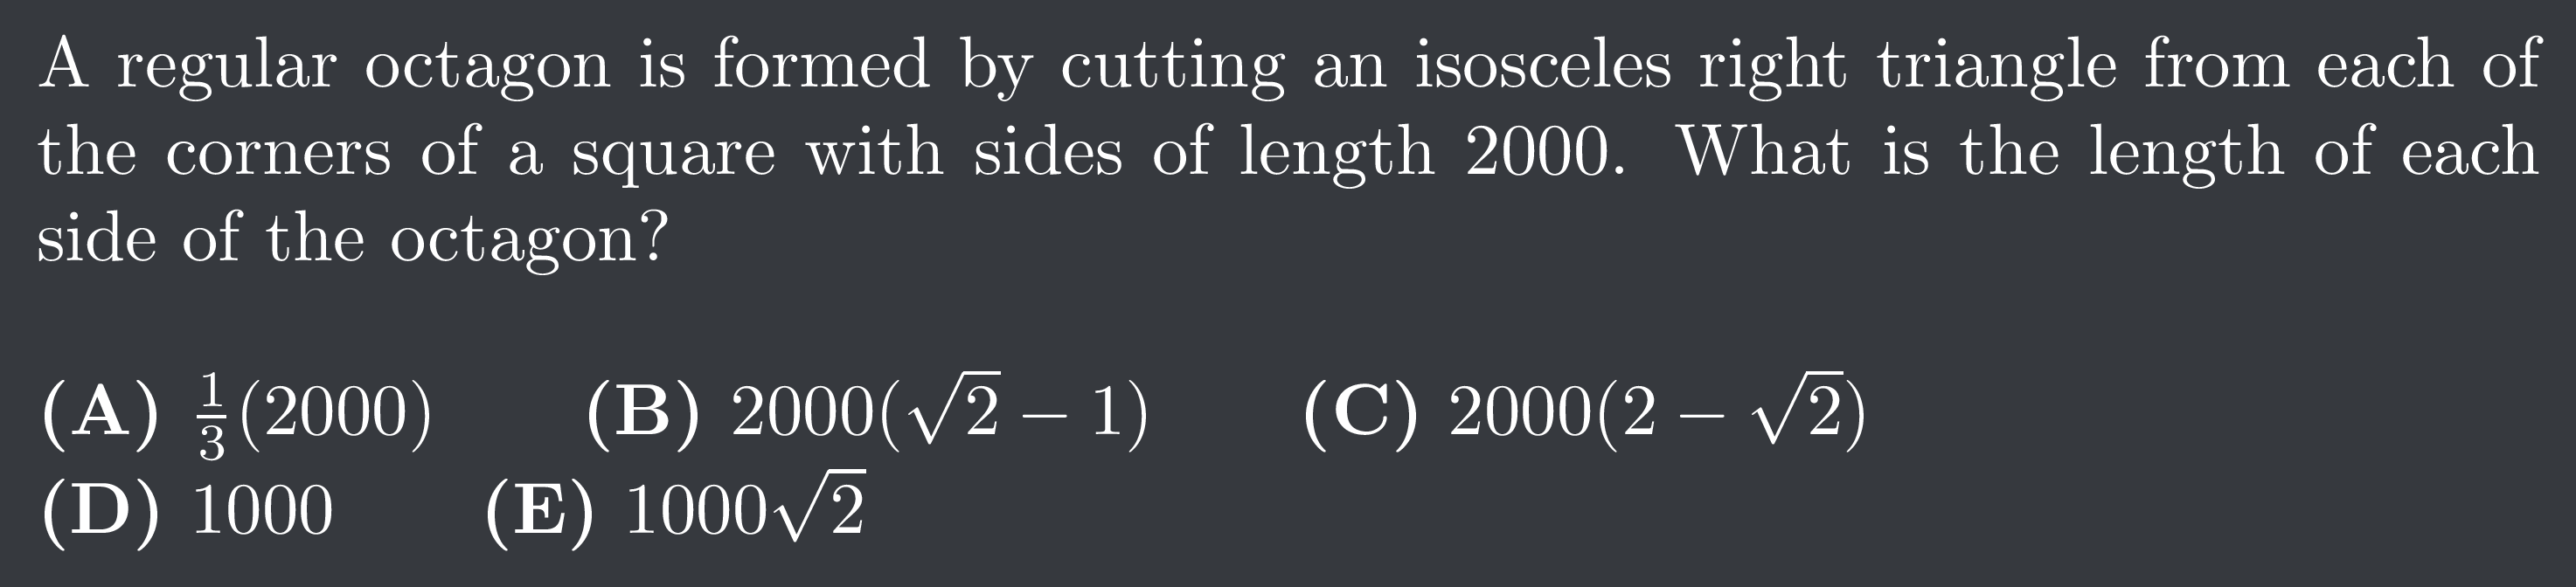 A regular octagon is formed by cutting an isosceles right triangle from each of
the corners of a square with sides of length 2000. What is the length of each
side of the octagon?
(A) $\frac{1}{3}(2000)$ (B) $2000(\sqrt{2} - 1)$ (C) $2000(2 - \sqrt{2})$
(D) 1000 (E) $1000\sqrt{2}$